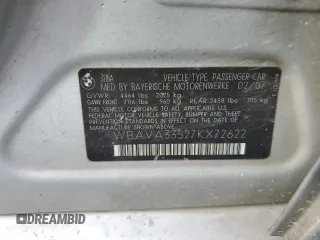 BMW
VEHICLE TYPE PASSENGER CAR
MFD BY BAYERISCHE MOTORENWERKE 02/07
GVWR 4464 lbs 2025 kg
GAWR FRONT 2116 lbs 960 kg REAR 2458 lbs 1115 kg
THIS VEHICLE CONFORMS TO ALL APPLICABLE
FEDERAL MOTOR VEHICLE SAFETY, BUMPER AND
THEFT PREVENTION STANDARDS IN EFFECT ON THE DATE OF
MANUFACTURE SHOWN ABOVE
WBAVA33527KX72622
© AutoBidMaster